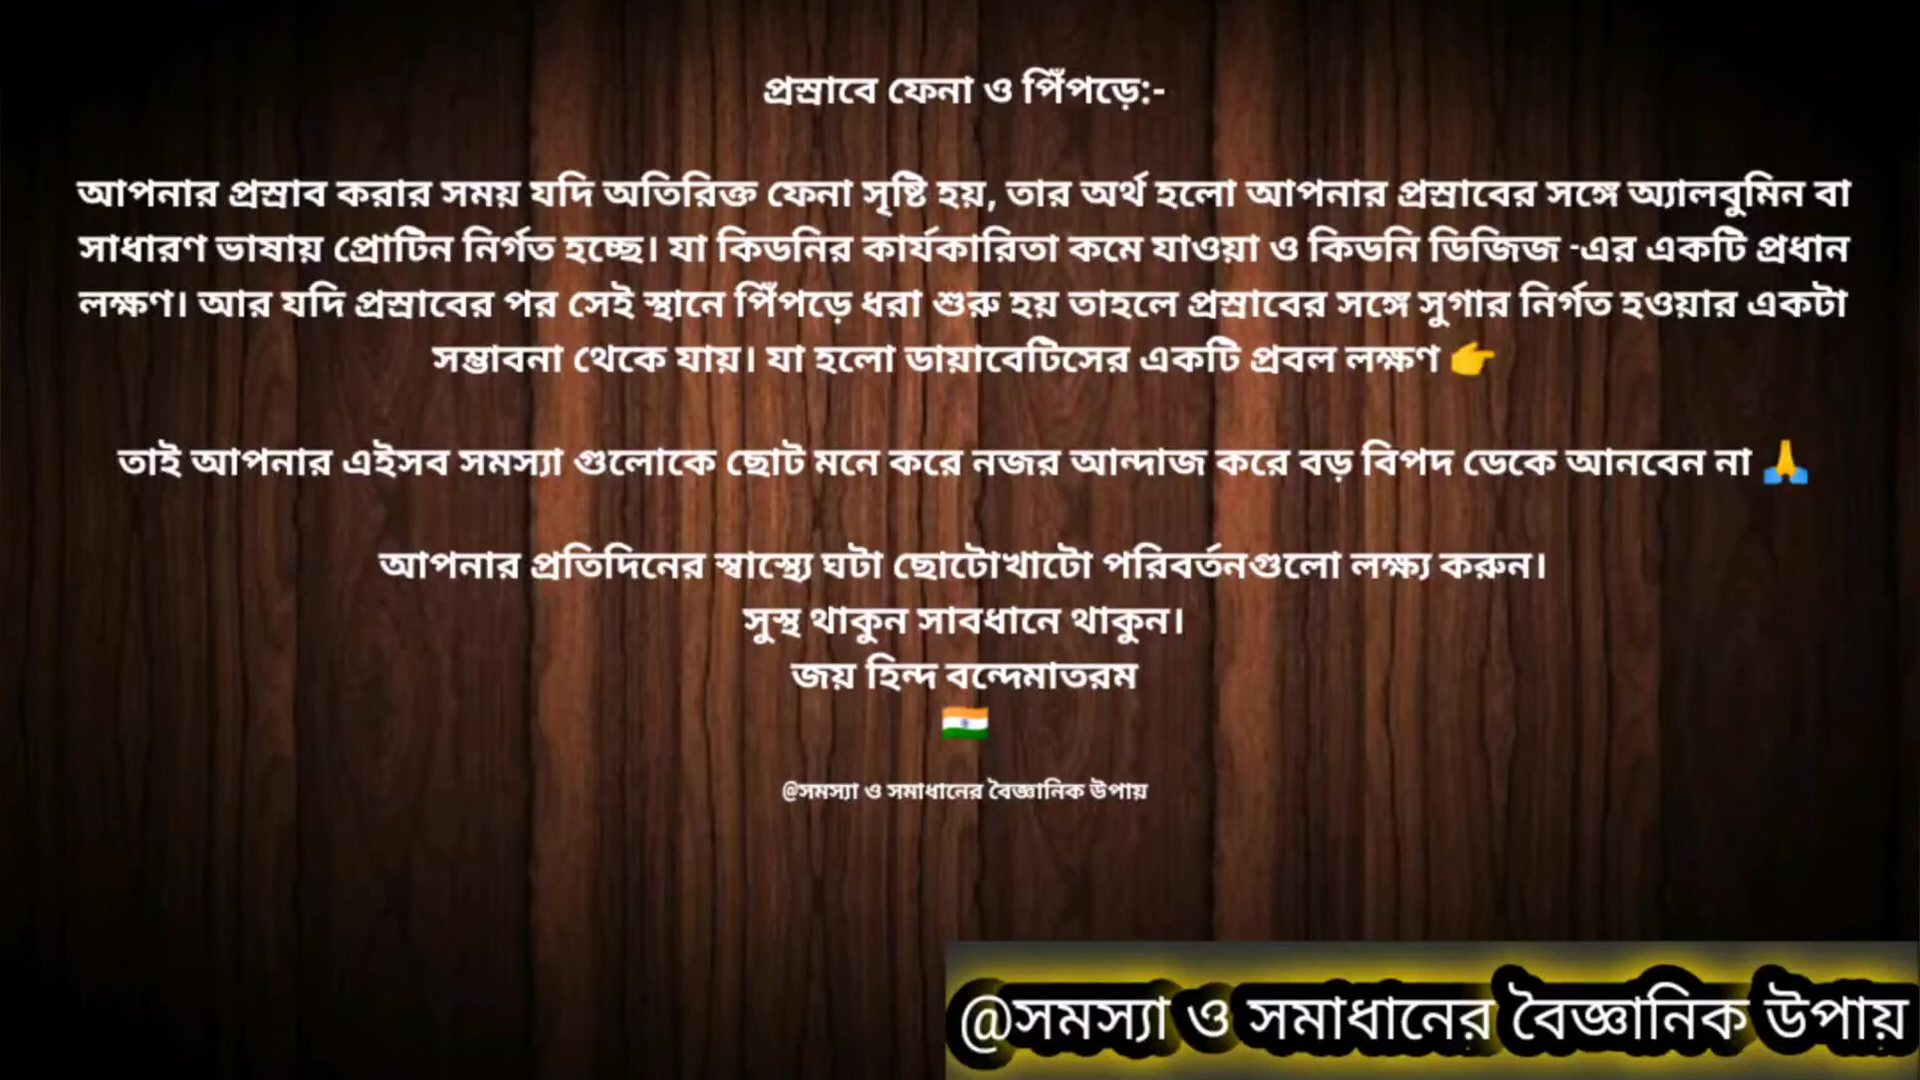 প্রস্রাবে ফেনা ও পিঁপড়ে:-
আপনার প্রস্রাব করার সময় যদি অতিরিক্ত ফেনা সৃষ্টি হয়, তার অর্থ হলো আপনার প্রস্রাবের সঙ্গে অ্যালবুমিন বা
সাধারণ ভাষায় প্রোটিন নির্গত হচ্ছে। যা কিডনির কার্যকারিতা কমে যাওয়া ও কিডনি ডিজিজ -এর একটি প্রধান
লক্ষণ। আর যদি প্রস্রাবের পর সেই স্থানে পিঁপড়ে ধরা শুরু হয় তাহলে প্রস্রাবের সঙ্গে সুগার নির্গত হওয়ার একটা
সম্ভাবনা থেকে যায়। যা হলো ডায়াবেটিসের একটি প্রবল লক্ষণ 👉
তাই আপনার এইসব সমস্যা গুলোকে ছোট মনে করে নজর আন্দাজ করে বড় বিপদ ডেকে আনবেন না 🙏
আপনার প্রতিদিনের স্বাস্থ্যে ঘটা ছোটোখাটো পরিবর্তনগুলো লক্ষ্য করুন।
সুস্থ থাকুন সাবধানে থাকুন।
জয় হিন্দ বন্দেমাতরম
🇮🇳
@সমস্যা ও সমাধানের বৈজ্ঞানিক উপায়
@সমস্যা ও সমাধানের বৈজ্ঞানিক উপায়